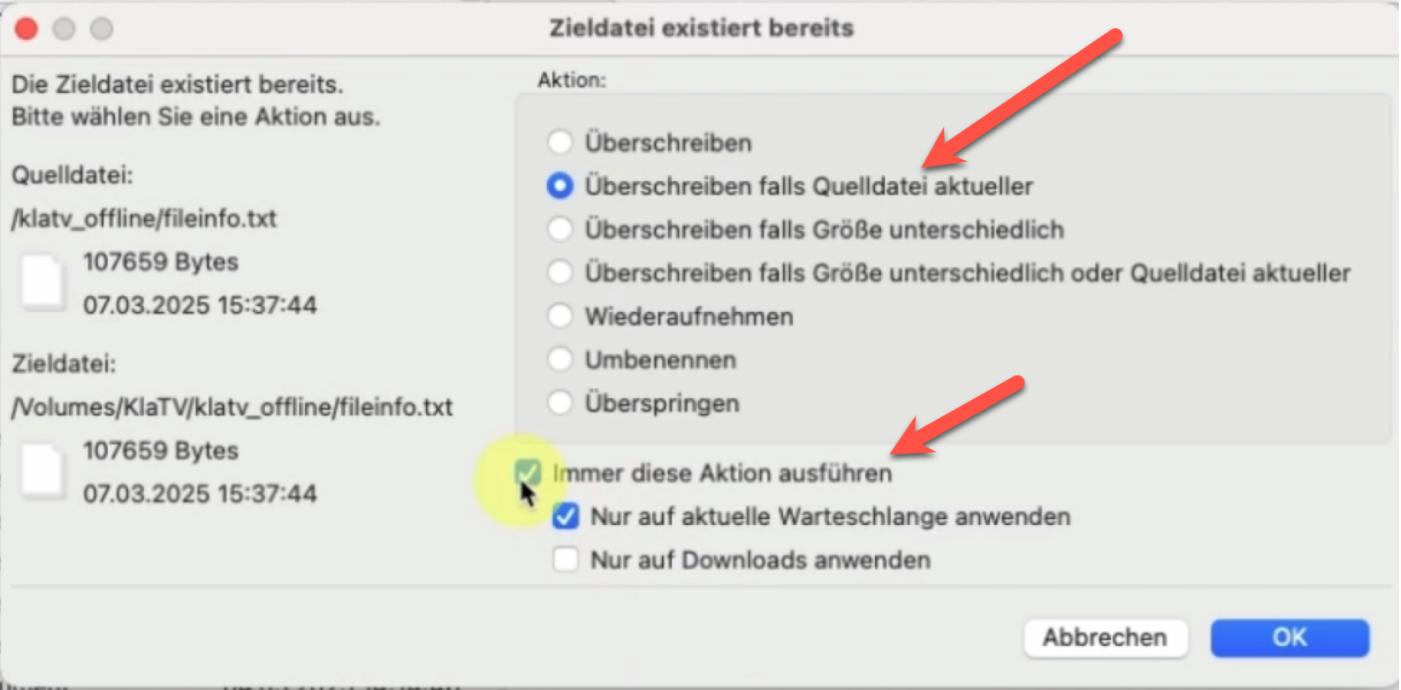 Zieldatei existiert bereits
Die Zieldatei existiert bereits.
Bitte wählen Sie eine Aktion aus.
Quelldatei:
/klatv_offline/fileinfo.txt
107659 Bytes
07.03.2025 15:37:44
Zieldatei:
/Volumes/KlaTV/klatv_offline/fileinfo.txt
107659 Bytes
07.03.2025 15:37:44
Aktion:
Überschreiben
Überschreiben falls Quelldatei aktueller
Überschreiben falls Größe unterschiedlich
Überschreiben falls Größe unterschiedlich oder Quelldatei aktueller
Wiederaufnehmen
Umbenennen
Überspringen
Immer diese Aktion ausführen
Nur auf aktuelle Warteschlange anwenden
Nur auf Downloads anwenden
Abbrechen
OK